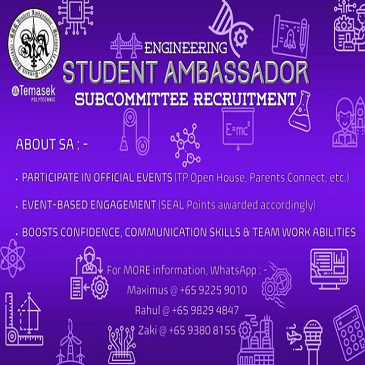 ENGINEERING
STUDENT AMBASSADOR
SUBCOMMITTEE RECRUITMENT
SA
Temasek
POLYTECHNIC
E=mc²
ABOUT SA : -
• PARTICIPATE IN OFFICIAL EVENTS (TP Open House, Parents Connect, etc.)
• EVENT-BASED ENGAGEMENT (SEAL Points awarded accordingly)
• BOOSTS CONFIDENCE, COMMUNICATION SKILLS & TEAM WORK ABILITIES
For MORE information, WhatsApp : -
Maximus @ +65 9225 9010
Rahul @ +65 9829 4847
Zaki @ +65 9380 8155